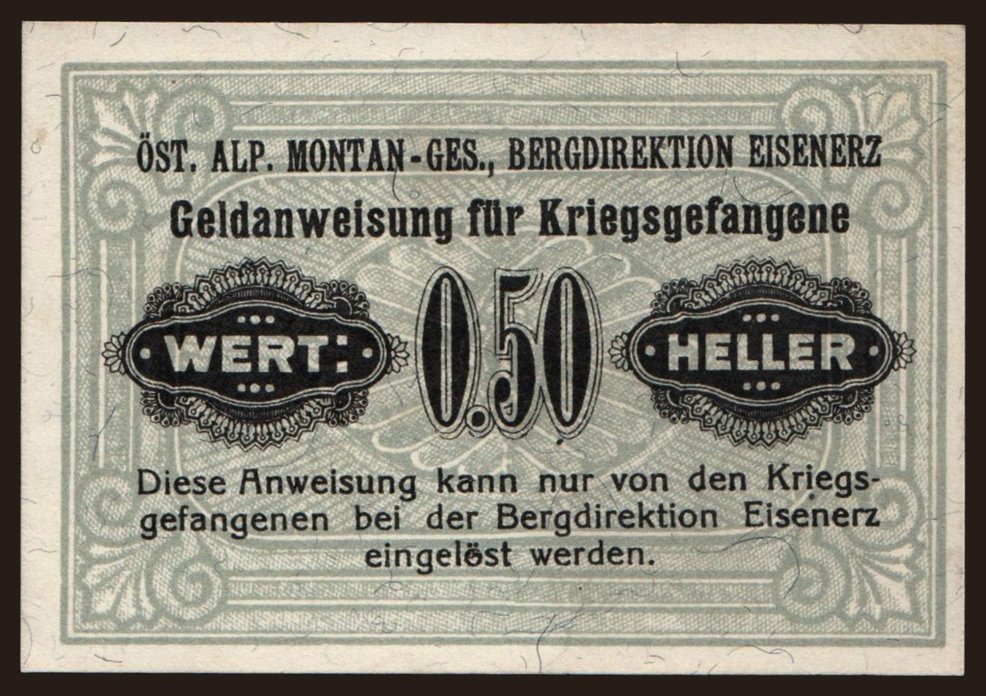 ÖST. ALP. MONTAN-GES., BERGDIREKTION EISENERZ
Geldanweisung für Kriegsgefangene
WERT: 0.50 HELLER
Diese Anweisung kann nur von den Kriegs-
gefangenen bei der Bergdirektion Eisenerz
eingelöst werden.